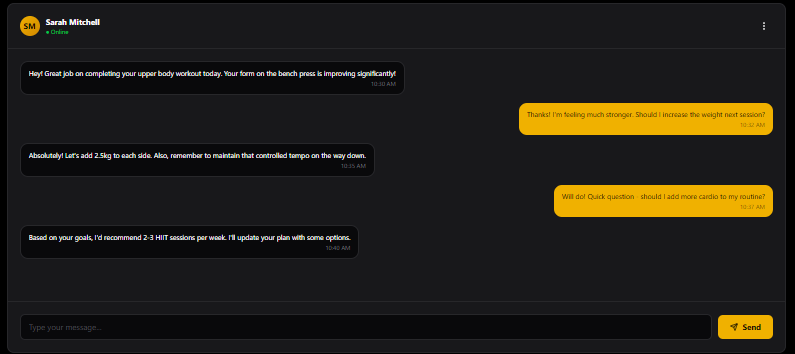 SM
Sarah Mitchell
● Online
Hey! Great job on completing your upper body workout today. Your form on the bench press is improving significantly!
10:30 AM
Thanks! I'm feeling much stronger. Should I increase the weight next session?
10:32 AM
Absolutely! Let's add 2.5kg to each side. Also, remember to maintain that controlled tempo on the way down.
10:35 AM
Will do! Quick question - should I add more cardio to my routine?
10:37 AM
Based on your goals, I'd recommend 2-3 HIIT sessions per week. I'll update your plan with some options.
10:40 AM
Type your message...
Send